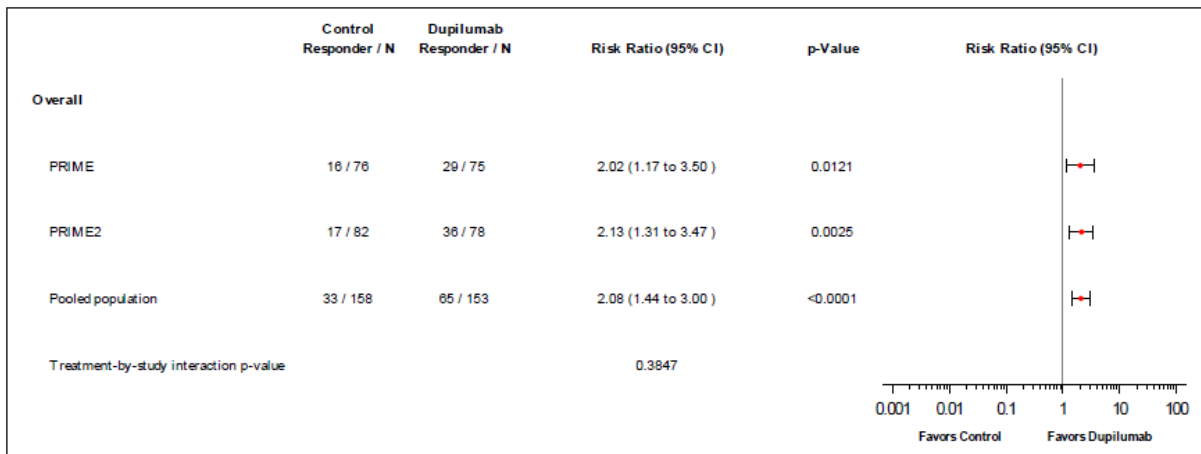 Control Dupilumab
Responder / N Responder / N Risk Ratio (95% CI) p-Value Risk Ratio (95% CI)
Overall
PRIME 16 / 76 29 / 75 2.02 (1.17 to 3.50 ) 0.0121
PRIME2 17 / 82 36 / 78 2.13 (1.31 to 3.47 ) 0.0025
Pooled population 33 / 158 65 / 153 2.08 (1.44 to 3.00 ) <0.0001
Treatment-by-study interaction p-value 0.3847
0.001 0.01 0.1 1 10 100
Favors Control Favors Dupilumab